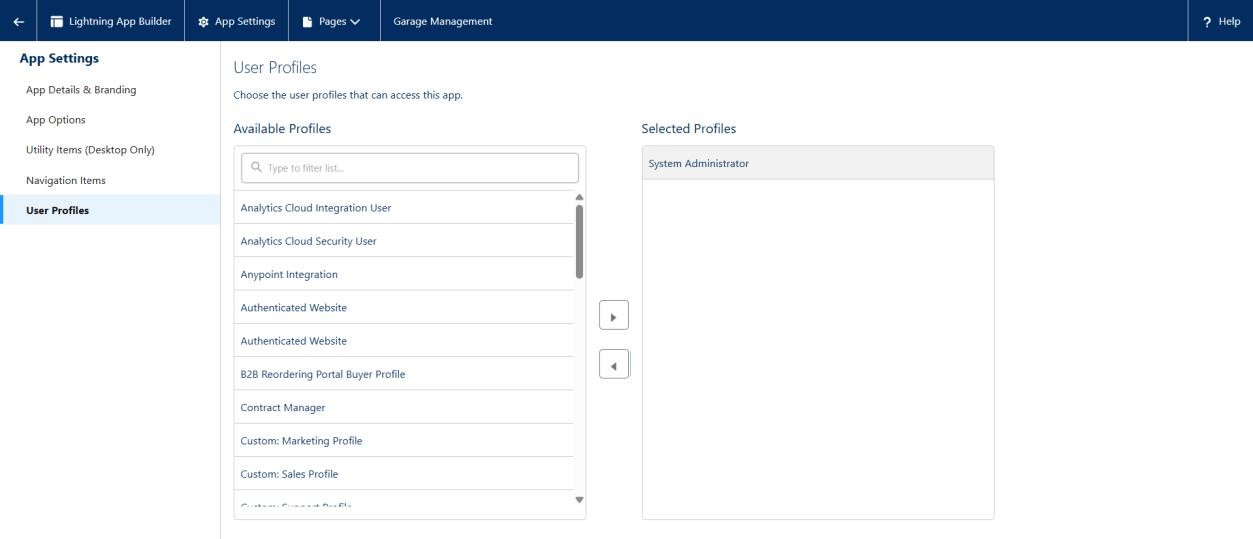 Lightning App Builder
App Settings
Pages
Garage Management
? Help
App Settings
App Details & Branding
App Options
Utility Items (Desktop Only)
Navigation Items
User Profiles
User Profiles
Choose the user profiles that can access this app.
Available Profiles
Type to filter list...
Analytics Cloud Integration User
Analytics Cloud Security User
Anypoint Integration
Authenticated Website
Authenticated Website
B2B Reordering Portal Buyer Profile
Contract Manager
Custom: Marketing Profile
Custom: Sales Profile
Custom: Support Profile
Selected Profiles
System Administrator